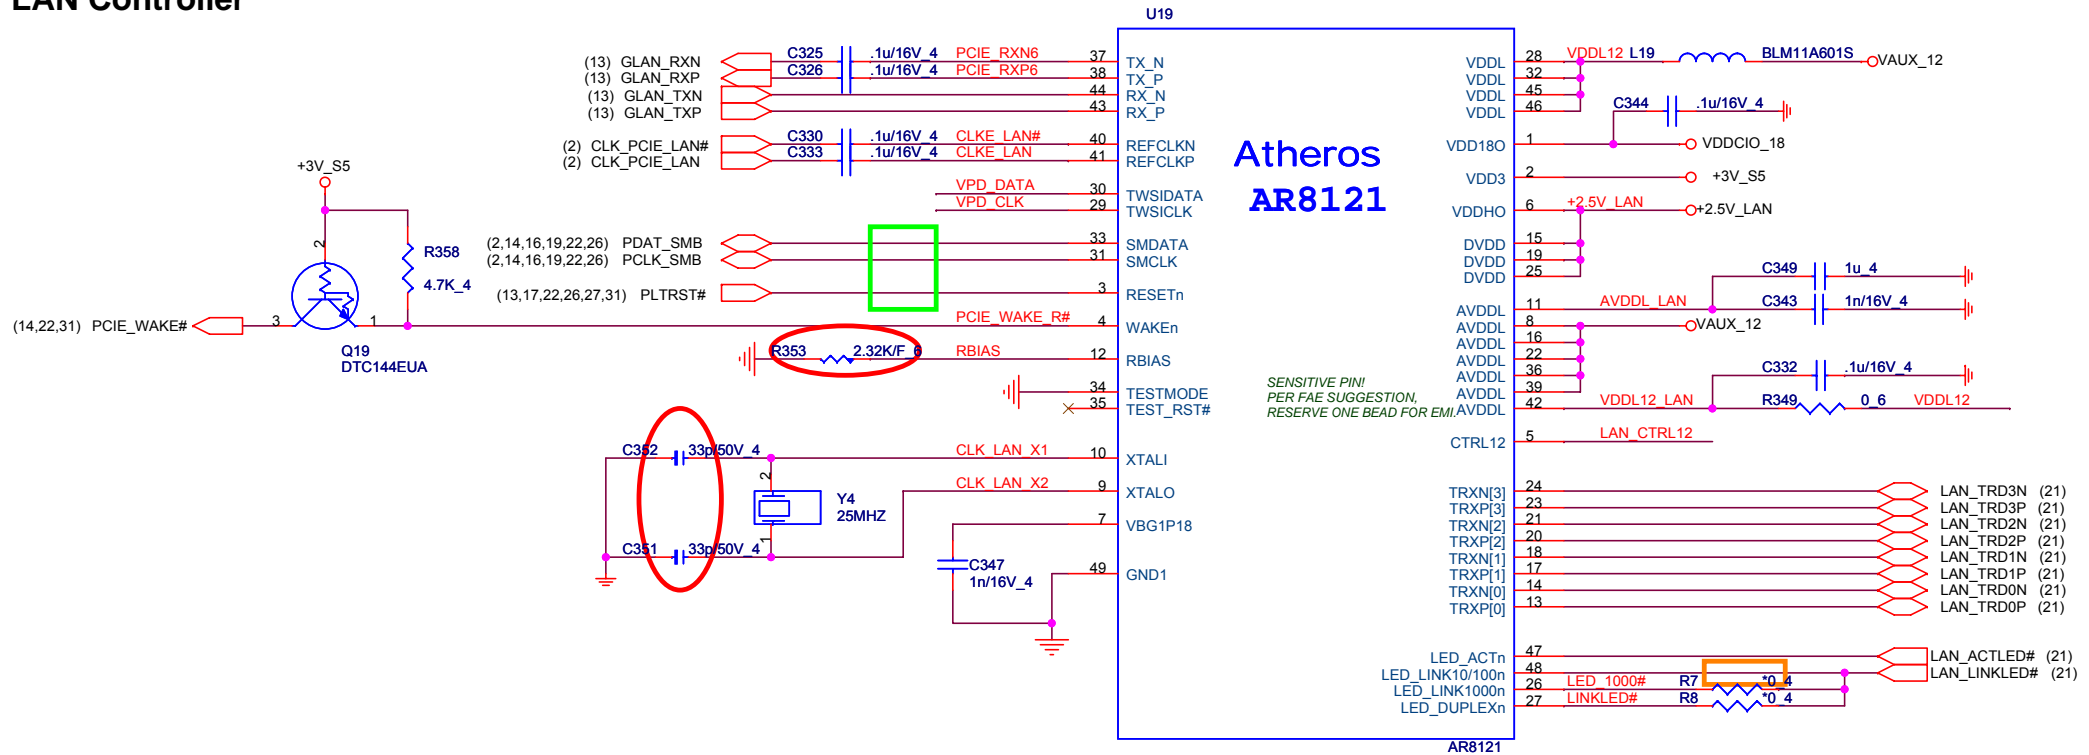 LAN Controller
U19
(13) GLAN_RXN C325 .1u/16V_4 PCIE_RXN6 37 TX_N
(13) GLAN_RXP C326 .1u/16V_4 PCIE_RXP6 38 TX_P
(13) GLAN_TXN 44 RX_N
(13) GLAN_TXP 43 RX_P
(2) CLK_PCIE_LAN# C330 .1u/16V_4 CLKE_LAN# 40 REFCLKN
(2) CLK_PCIE_LAN C333 .1u/16V_4 CLKE_LAN 41 REFCLKP
VPD_DATA 30 TWSIDATA
VPD_CLK 29 TWSICLK
+3V_S5
2
R358
4.7K_4
(2,14,16,19,22,26) PDAT_SMB 33 SMDATA
(2,14,16,19,22,26) PCLK_SMB 31 SMCLK
(13,17,22,26,27,31) PLTRST# 3 RESETn
(14,22,31) PCIE_WAKE# 3 1 PCIE_WAKE_R# 4 WAKEn
Q19
DTC144EUA
R353 2.32K/F_6 RBIAS 12 RBIAS
34 TESTMODE
35 TEST_RST#
C352 33p/50V_4 CLK_LAN_X1 10 XTALI
2
Y4
25MHZ
1
CLK_LAN_X2 9 XTALO
C351 33p/50V_4
7 VBG1P18
C347
1n/16V_4
49 GND1
Atheros
AR8121
SENSITIVE PIN!
PER FAE SUGGESTION,
RESERVE ONE BEAD FOR EMI.
VDDL 28 VDDL12 L19 BLM11A601S VAUX_12
VDDL 32
VDDL 45
VDDL 46
C344 .1u/16V_4
VDD18O 1 VDDCIO_18
VDD3 2 +3V_S5
VDDHO 6 +2.5V_LAN +2.5V_LAN
DVDD 15
DVDD 19
DVDD 25
C349 1u_4
AVDDL 11 AVDDL_LAN C343 1n/16V_4
AVDDL 8 VAUX_12
AVDDL 16
AVDDL 22
AVDDL 36
AVDDL 39
C332 .1u/16V_4
AVDDL 42 VDDL12_LAN R349 0_6 VDDL12
CTRL12 5 LAN_CTRL12
TRXN[3] 24 LAN_TRD3N (21)
TRXP[3] 23 LAN_TRD3P (21)
TRXN[2] 21 LAN_TRD2N (21)
TRXP[2] 20 LAN_TRD2P (21)
TRXN[1] 18 LAN_TRD1N (21)
TRXP[1] 17 LAN_TRD1P (21)
TRXN[0] 14 LAN_TRD0N (21)
TRXP[0] 13 LAN_TRD0P (21)
LED_ACTn 47 LAN_ACTLED# (21)
LED_LINK10/100n 48 LAN_LINKLED# (21)
LED_LINK1000n 26 LED_1000# R7 *0_4
LED_DUPLEXn 27 LINKLED# R8 *0_4
AR8121